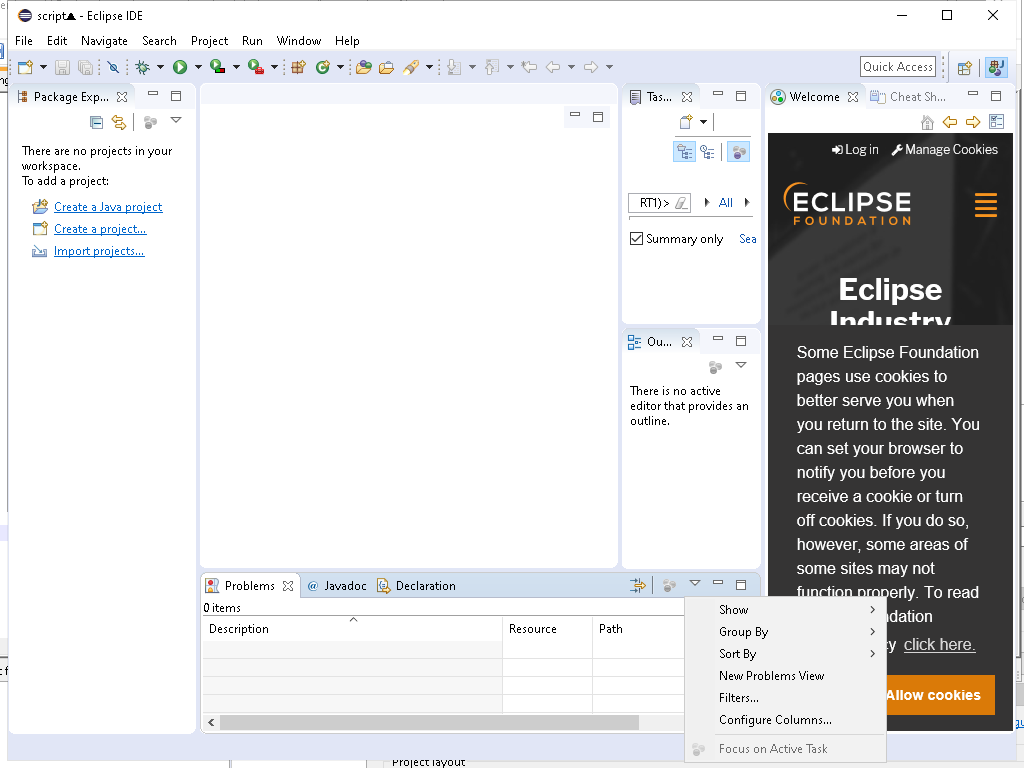 script▲ - Eclipse IDE
File Edit Navigate Search Project Run Window Help
Quick Access
Package Exp...
There are no projects in your
workspace.
To add a project:
Create a Java project
Create a project...
Import projects...
Tas...
RT1)> All
Summary only Sea
Ou...
There is no active
editor that provides an
outline.
Welcome Cheat Sh...
Log in Manage Cookies
ECLIPSE
FOUNDATION
Eclipse
Industry
Some Eclipse Foundation
pages use cookies to
better serve you when
you return to the site. You
can set your browser to
notify you before you
receive a cookie or turn
off cookies. If you do so,
however, some areas of
some sites may not
function properly. To read
ndation
cy click here.
Allow cookies
Problems @ Javadoc Declaration
0 items
Description Resource Path
Show
Group By
Sort By
New Problems View
Filters...
Configure Columns...
Focus on Active Task
Project layout